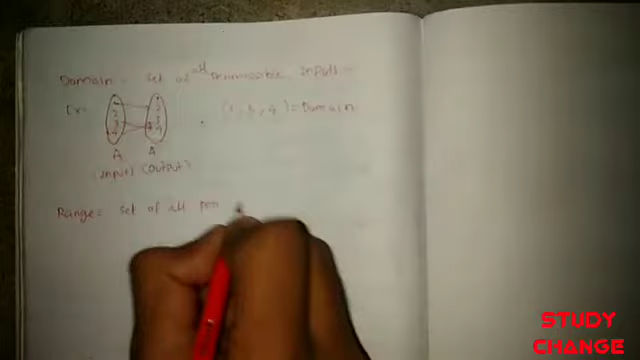 Domain = set of all Permissible Inputs =
Ex=
(1, 3, 4) = Domain
A A
(Input) (Output)
Range = set of all
STUDY
CHANGE